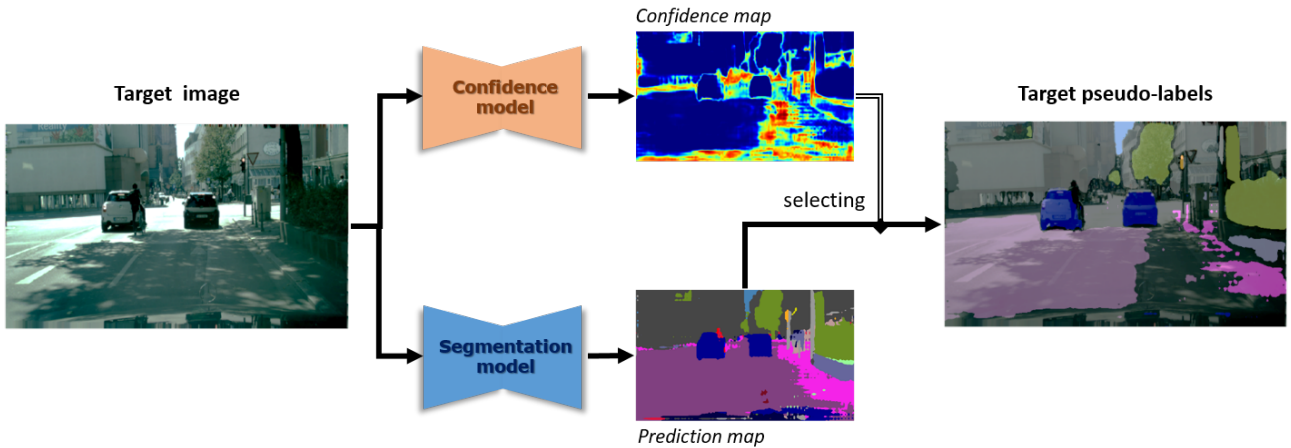 Confidence map
Target image
Confidence
model
Target pseudo-labels
selecting
Segmentation
model
Prediction map